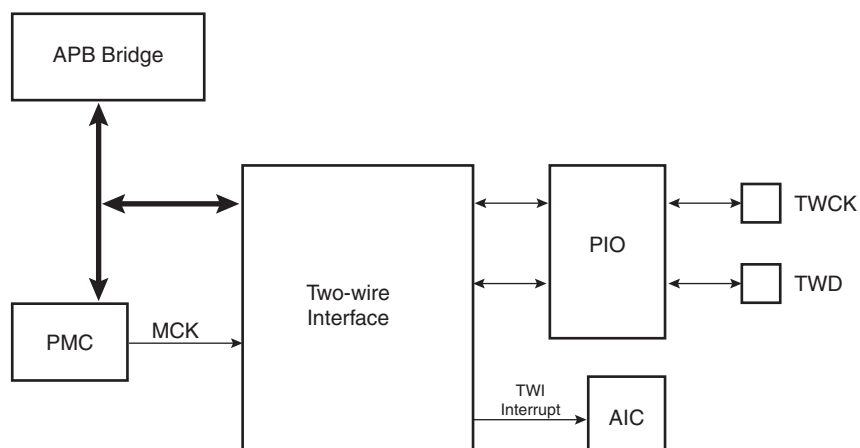 APB Bridge
Two-wire
Interface
PIO
TWCK
TWD
PMC
MCK
TWI
Interrupt
AIC